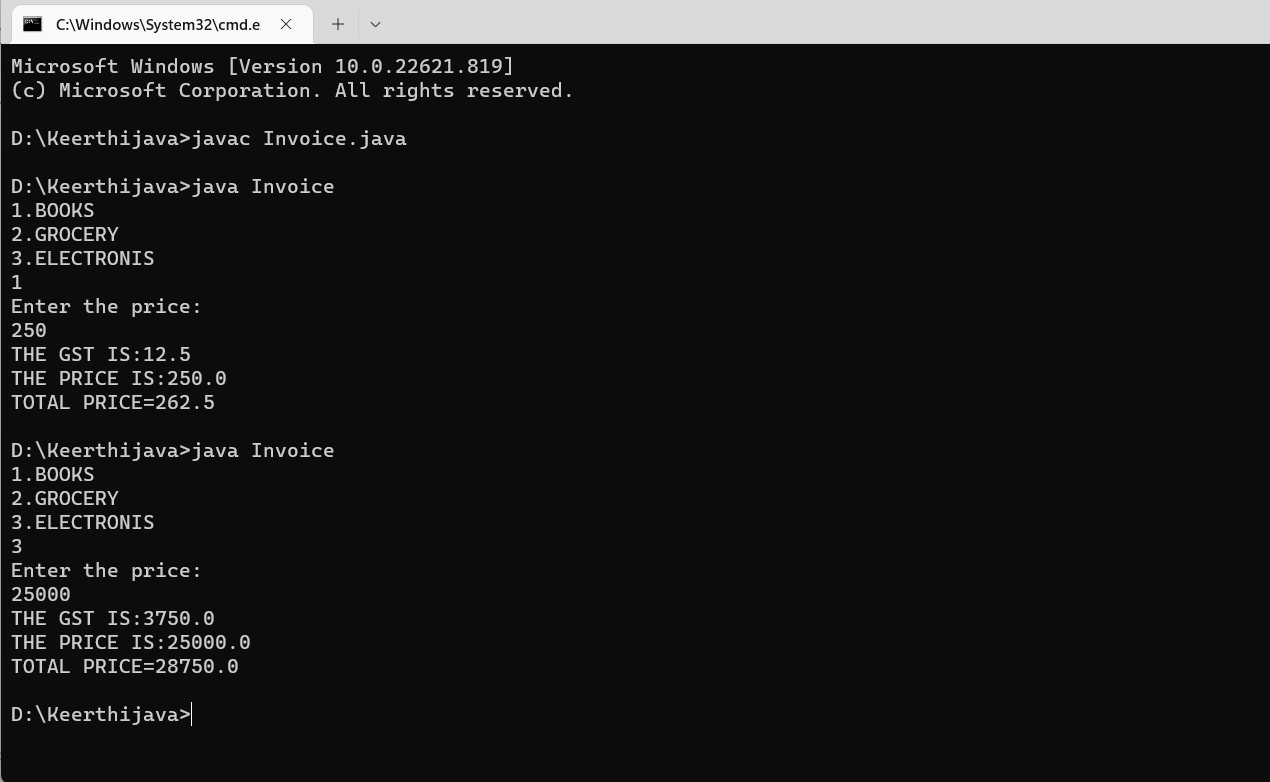 C:\Windows\System32\cmd.e
Microsoft Windows [Version 10.0.22621.819]
(c) Microsoft Corporation. All rights reserved.
D:\Keerthijava>javac Invoice.java
D:\Keerthijava>java Invoice
1.BOOKS
2.GROCERY
3.ELECTRONIS
1
Enter the price:
250
THE GST IS:12.5
THE PRICE IS:250.0
TOTAL PRICE=262.5
D:\Keerthijava>java Invoice
1.BOOKS
2.GROCERY
3.ELECTRONIS
3
Enter the price:
25000
THE GST IS:3750.0
THE PRICE IS:25000.0
TOTAL PRICE=28750.0
D:\Keerthijava>